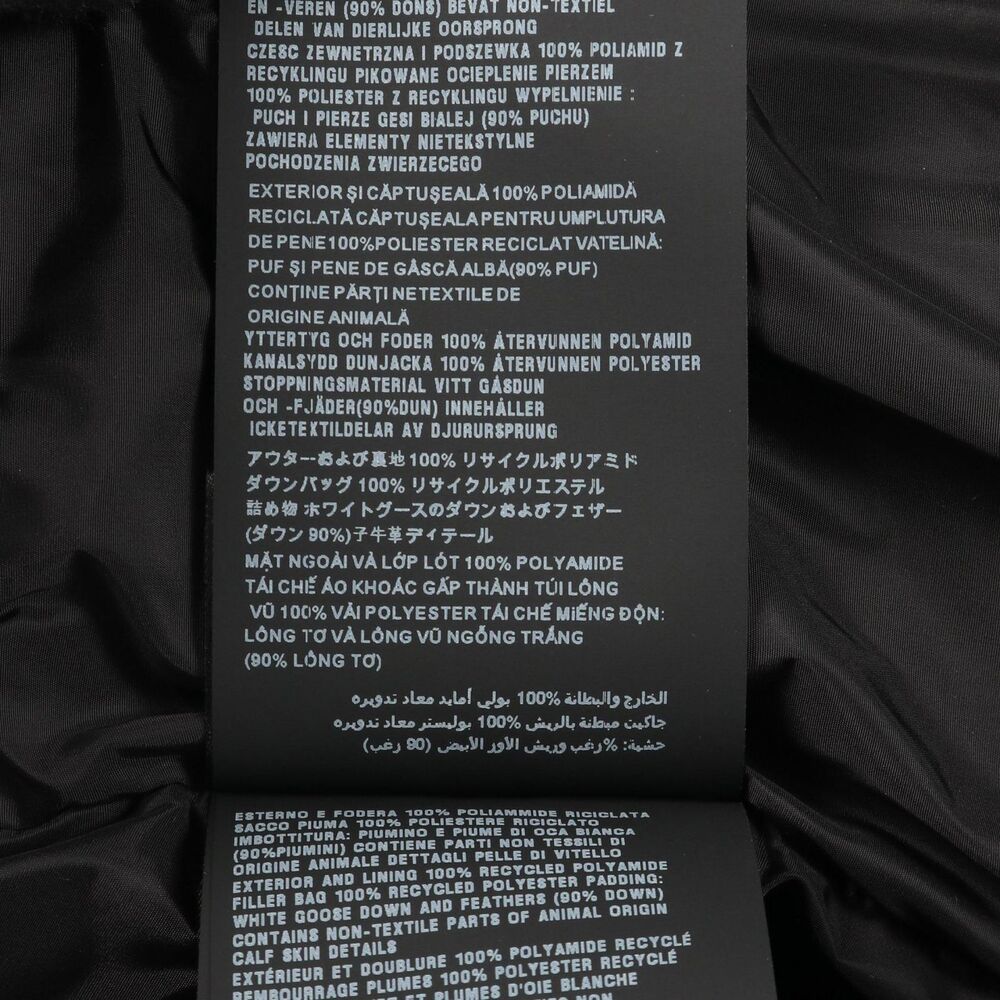 EN -VEREN (90% DONS) BEVAT NON-TEXTIEL
DELEN VAN DIERLIJKE OORSPRONG
CZESC ZEWNETRZNA I PODSZEWKA 100% POLIAMID Z
RECYKLINGU PIKOWANE OCIEPLENIE PIERZEM
100% POLIESTER Z RECYKLINGU WYPELNIENIE :
PUCH I PIERZE GESI BIALEJ (90% PUCHU)
ZAWIERA ELEMENTY NIETEKSTYLNE
POCHODZENIA ZWIERZECEGO
EXTERIOR ȘI CĂPTUȘEALĂ 100% POLIAMIDĂ
RECICLATĂ CĂPTUȘEALA PENTRU UMPLUTURA
DE PENE 100% POLIESTER RECICLAT VATELINĂ:
PUF ȘI PENE DE GÂSCĂ ALBĂ (90% PUF)
CONȚINE PĂRȚI NETEXTILE DE
ORIGINE ANIMALĂ
YTTERTYG OCH FODER 100% ÅTERVUNNEN POLYAMID
KANALSYDD DUNJACKA 100% ÅTERVUNNEN POLYESTER
STOPPNINGSMATERIAL VITT GÅSDUN
OCH -FJÄDER(90%DUN) INNEHÅLLER
ICKETEXTILDELAR AV DJURURSPRUNG
アウターおよび裏地100% リサイクルポリアミド
ダウンバッグ 100% リサイクルポリエステル
詰め物 ホワイトグースのダウンおよびフェザー
(ダウン 90%)子牛革ディテール
MẶT NGOÀI VÀ LỚP LÓT 100% POLYAMIDE
TÁI CHẾ ÁO KHOÁC GẤP THÀNH TÚI LÔNG
VŨ 100% VẢI POLYESTER TÁI CHẾ MIẾNG ĐỘN:
LÔNG TƠ VÀ LÔNG VŨ NGỖNG TRẮNG
(90% LÔNG TƠ)
الخارج والبطانة %100 بولي أمايد معاد تدويره
جاكيت مبطنة بالريش %100 بوليستر معاد تدويره
حشية: %رغب وريش الأوز الأبيض (90 رغب)
ESTERNO E FODERA 100% POLIAMMIDE RICICLATA
SACCO PIUMA 100% POLIESTERE RICICLATO
IMBOTTITURA: PIUMINO E PIUME DI OCA BIANCA
(90%PIUMINI) CONTIENE PARTI NON TESSILI DI
ORIGINE ANIMALE DETTAGLI PELLE DI VITELLO
EXTERIOR AND LINING 100% RECYCLED POLYAMIDE
FILLER BAG 100% RECYCLED POLYESTER PADDING:
WHITE GOOSE DOWN AND FEATHERS (90% DOWN)
CONTAINS NON-TEXTILE PARTS OF ANIMAL ORIGIN
CALF SKIN DETAILS
EXTÉRIEUR ET DOUBLURE 100% POLYAMIDE RECYCLÉ
REMBOURRAGE PLUMES 100% POLYESTER RECYCLÉ
ET PLUMES D'OIE BLANCHE
NON